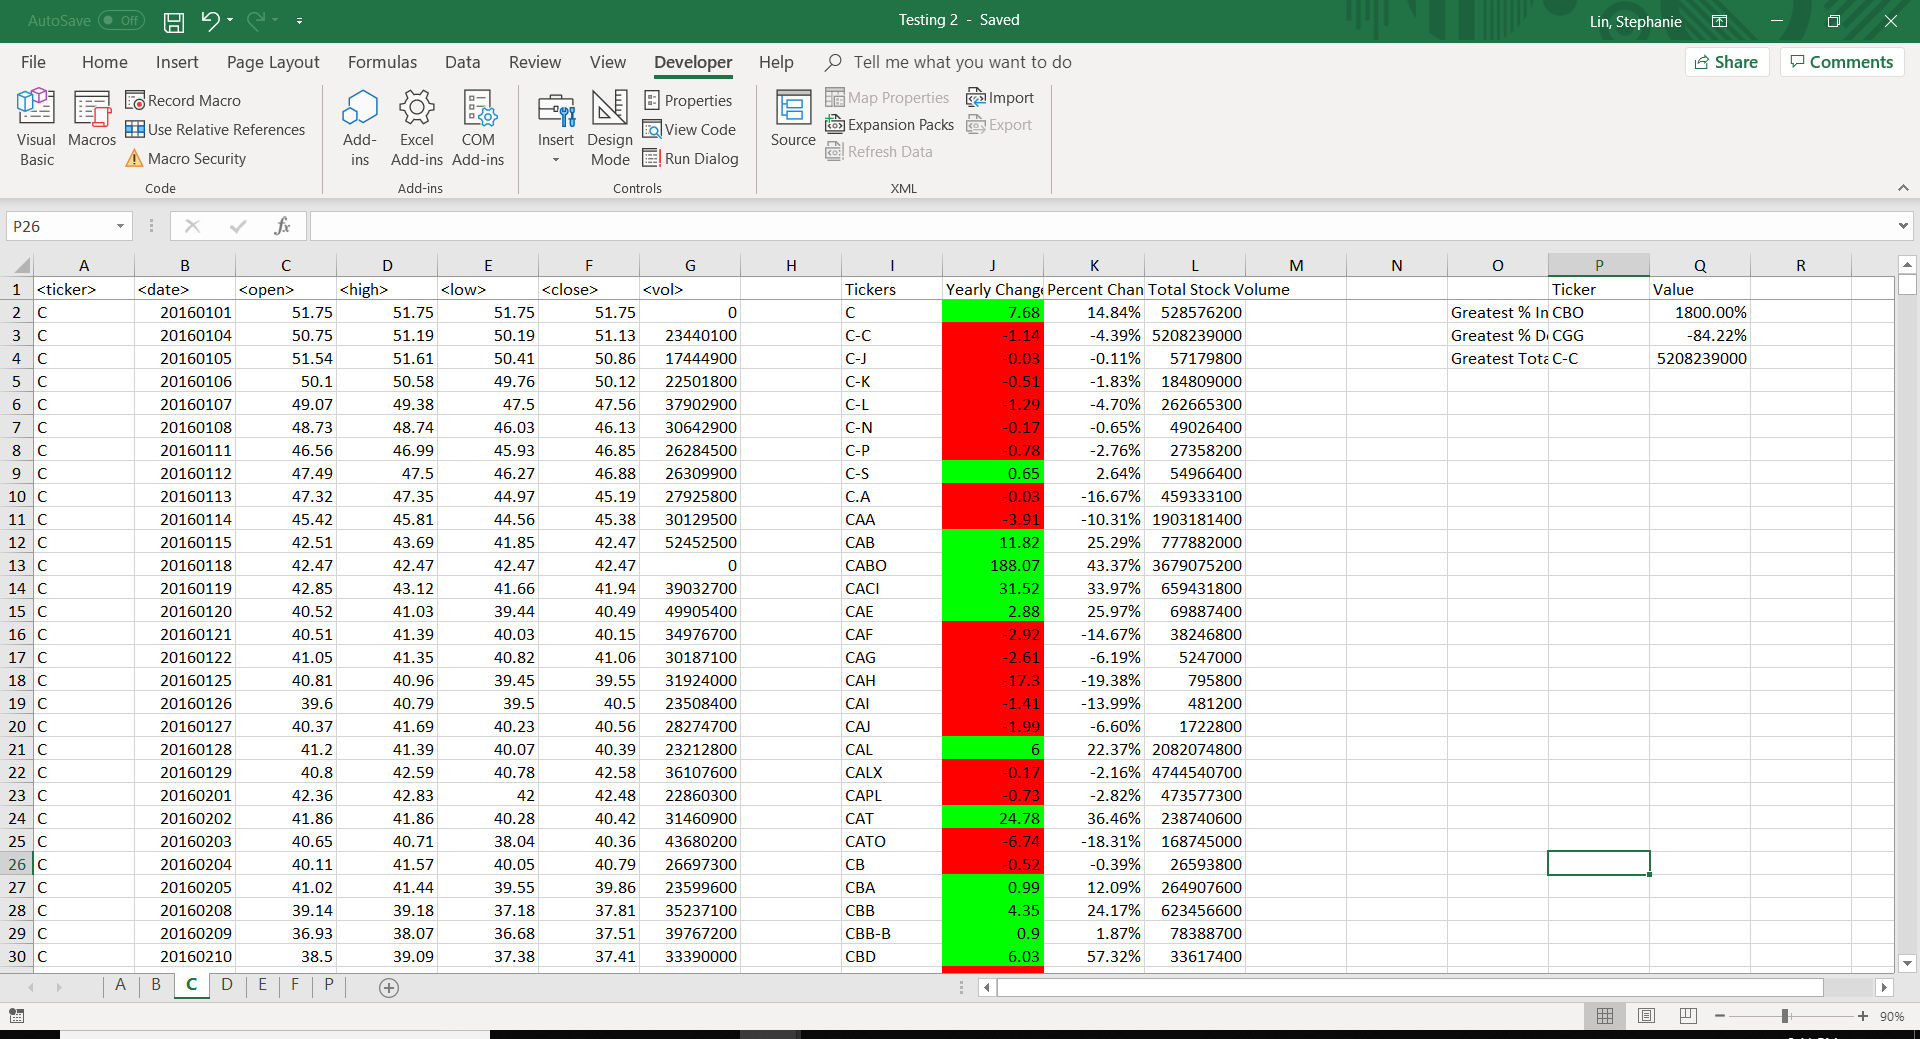 AutoSave Off Testing 2 - Saved Lin, Stephanie
File Home Insert Page Layout Formulas Data Review View Developer Help Tell me what you want to do Share Comments
Visual Basic
Macros
Record Macro
Use Relative References
Macro Security
Code
Add-ins
Excel Add-ins
COM Add-ins
Add-ins
Insert
Design Mode
Properties
View Code
Run Dialog
Controls
Source
Map Properties
Expansion Packs
Refresh Data
Import
Export
XML
P26 fx
A B C D E F G H I J K L M N O P Q R
1 <ticker> <date> <open> <high> <low> <close> <vol> Tickers Yearly Change Percent Chan Total Stock Volume Ticker Value
2 C 20160101 51.75 51.75 51.75 51.75 0 C 7.68 14.84% 528576200 Greatest % In CBO 1800.00%
3 C 20160104 50.75 51.19 50.19 51.13 23440100 C-C -1.14 -4.39% 5208239000 Greatest % De CGG -84.22%
4 C 20160105 51.54 51.61 50.41 50.86 17444900 C-J -0.03 -0.11% 57179800 Greatest Tota C-C 5208239000
5 C 20160106 50.1 50.58 49.76 50.12 22501800 C-K -0.51 -1.83% 184809000
6 C 20160107 49.07 49.38 47.5 47.56 37902900 C-L -1.29 -4.70% 262665300
7 C 20160108 48.73 48.74 46.03 46.13 30642900 C-N -0.17 -0.65% 49026400
8 C 20160111 46.56 46.99 45.93 46.85 26284500 C-P -0.78 -2.76% 27358200
9 C 20160112 47.49 47.5 46.27 46.88 26309900 C-S 0.65 2.64% 54966400
10 C 20160113 47.32 47.35 44.97 45.19 27925800 C.A -0.03 -16.67% 459333100
11 C 20160114 45.42 45.81 44.56 45.38 30129500 CAA -3.91 -10.31% 1903181400
12 C 20160115 42.51 43.69 41.85 42.47 52452500 CAB 11.82 25.29% 777882000
13 C 20160118 42.47 42.47 42.47 42.47 0 CABO 188.07 43.37% 3679075200
14 C 20160119 42.85 43.12 41.66 41.94 39032700 CACI 31.52 33.97% 659431800
15 C 20160120 40.52 41.03 39.44 40.49 49905400 CAE 2.88 25.97% 69887400
16 C 20160121 40.51 41.39 40.03 40.15 34976700 CAF -2.92 -14.67% 38246800
17 C 20160122 41.05 41.35 40.82 41.06 30187100 CAG -2.61 -6.19% 5247000
18 C 20160125 40.81 40.96 39.45 39.55 31924000 CAH -17.3 -19.38% 795800
19 C 20160126 39.6 40.79 39.5 40.5 23508400 CAI -1.41 -13.99% 481200
20 C 20160127 40.37 41.69 40.23 40.56 28274700 CAJ -1.99 -6.60% 1722800
21 C 20160128 41.2 41.39 40.07 40.39 23212800 CAL 6 22.37% 2082074800
22 C 20160129 40.8 42.59 40.78 42.58 36107600 CALX -0.17 -2.16% 4744540700
23 C 20160201 42.36 42.83 42 42.48 22860300 CAPL -0.73 -2.82% 473577300
24 C 20160202 41.86 41.86 40.28 40.42 31460900 CAT 24.78 36.46% 238740600
25 C 20160203 40.65 40.71 38.04 40.36 43680200 CATO -6.74 -18.31% 168745000
26 C 20160204 40.11 41.57 40.05 40.79 26697300 CB -0.52 -0.39% 26593800
27 C 20160205 41.02 41.44 39.55 39.86 23599600 CBA 0.99 12.09% 264907600
28 C 20160208 39.14 39.18 37.18 37.81 35237100 CBB 4.35 24.17% 623456600
29 C 20160209 36.93 38.07 36.68 37.51 39767200 CBB-B 0.9 1.87% 78388700
30 C 20160210 38.5 39.09 37.38 37.41 33390000 CBD 6.03 57.32% 33617400
A B C D E F P
90%